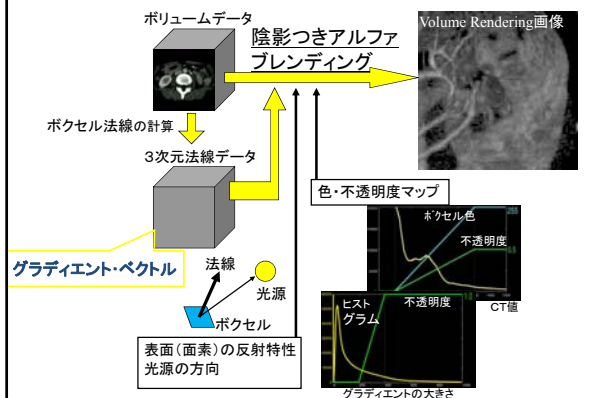 ボリュームデータ
陰影つきアルファ
ブレンディング
Volume Rendering画像
ボクセル法線の計算
3次元法線データ
色・不透明度マップ
グラディエント・ベクトル
法線
光源
ボクセル
表面(面素)の反射特性
光源の方向
ボクセル色
255
不透明度
CT値
ヒスト
グラム
不透明度
グラディエントの大きさ